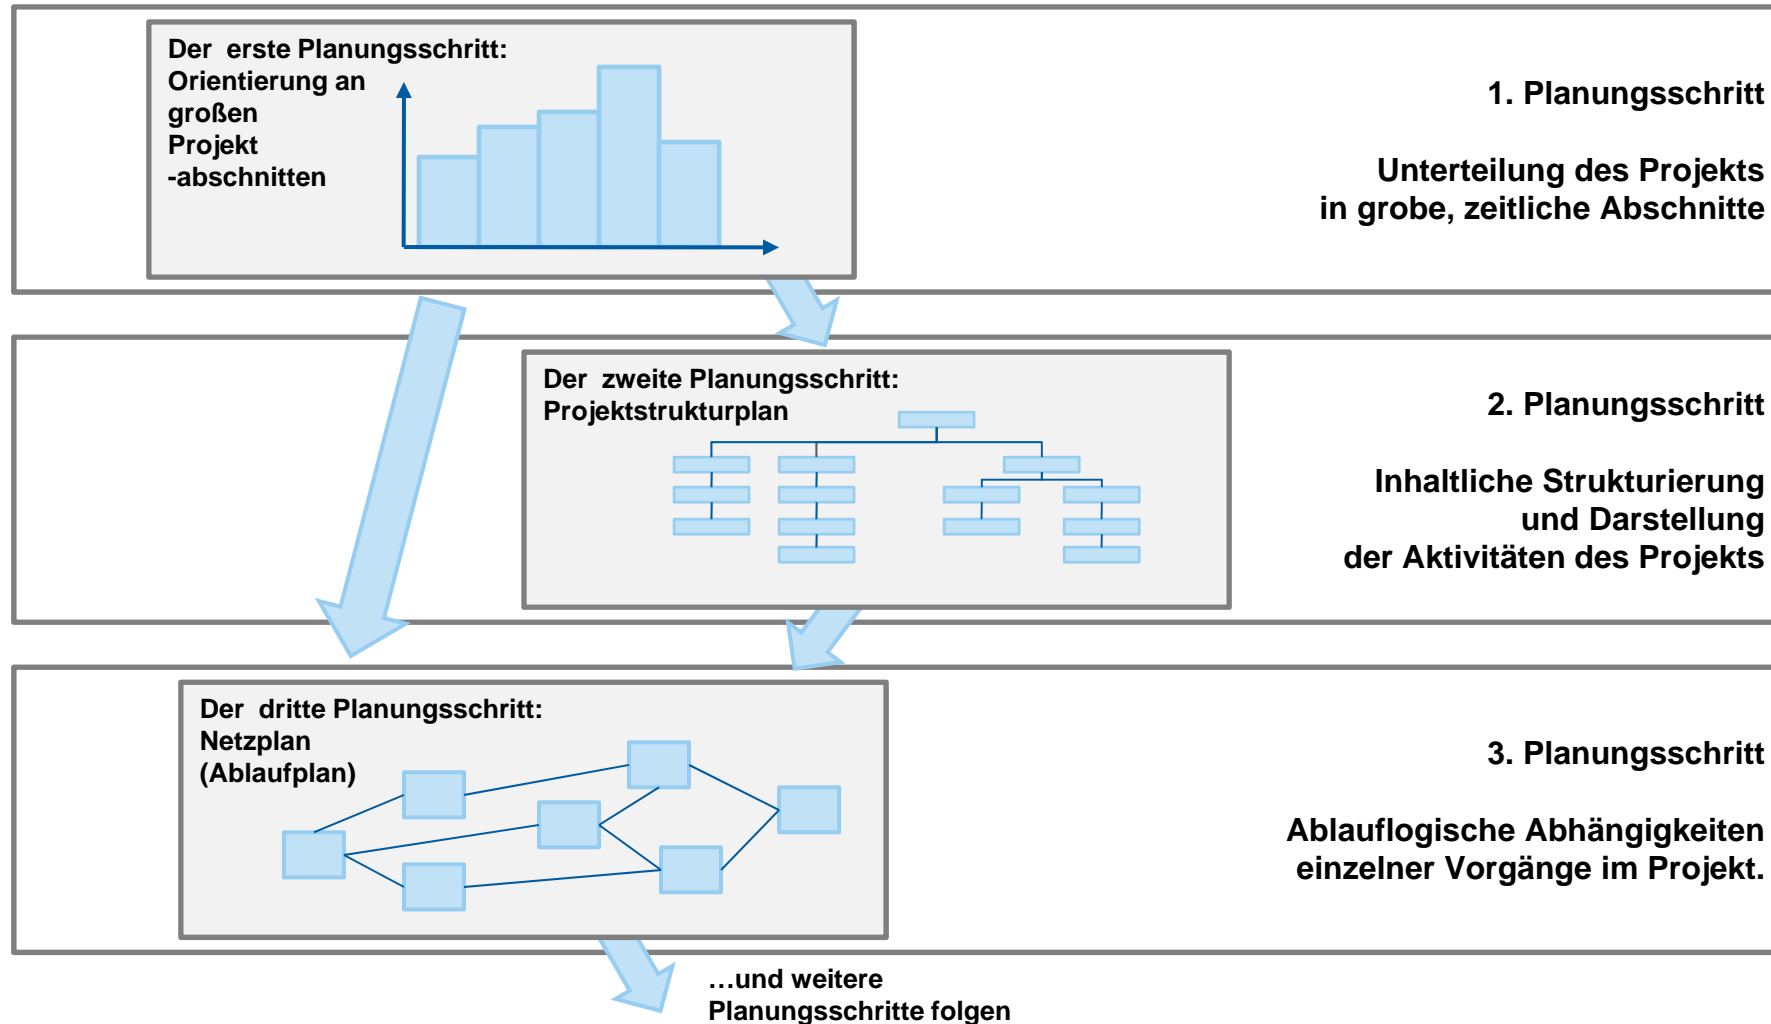 Der  erste Planungsschritt:
Orientierung an
großen
Projekt
-abschnitten
1. Planungsschritt
Unterteilung des Projekts
in grobe, zeitliche Abschnitte
Der  zweite Planungsschritt:
Projektstrukturplan
2. Planungsschritt
Inhaltliche Strukturierung
und Darstellung
der Aktivitäten des Projekts
Der  dritte Planungsschritt:
Netzplan
(Ablaufplan)
3. Planungsschritt
Ablauflogische Abhängigkeiten
einzelner Vorgänge im Projekt.
…und weitere
Planungsschritte folgen